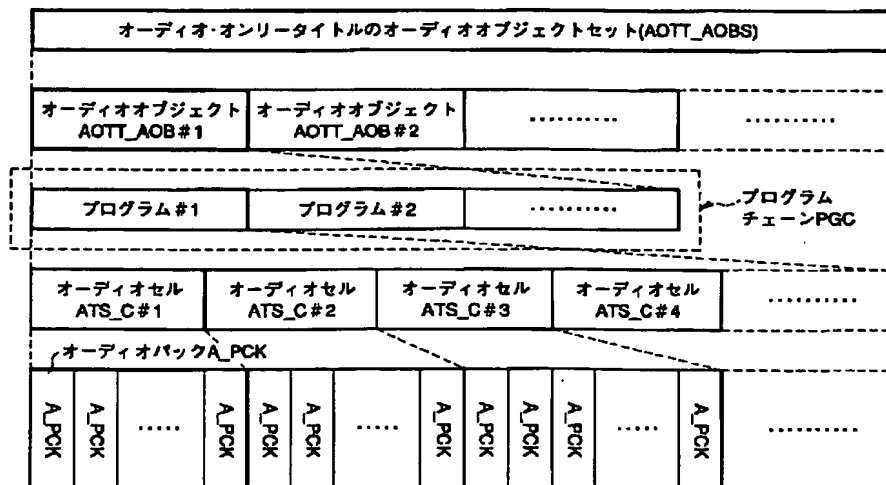 オーディオ・オンリータイトルのオーディオオブジェクトセット(AOTT_AOBS)
オーディオオブジェクト
AOTT_AOB#1
オーディオオブジェクト
AOTT_AOB#2
··········
··········
プログラム#1
プログラム#2
··········
プログラム
チェーンPGC
オーディオセル
ATS_C#1
オーディオセル
ATS_C#2
オーディオセル
ATS_C#3
オーディオセル
ATS_C#4
··········
オーディオパックA_PCK
A_PCK
A_PCK
·····
A_PCK
A_PCK
A_PCK
·····
A_PCK
A_PCK
A_PCK
A_PCK
·····
A_PCK
··········